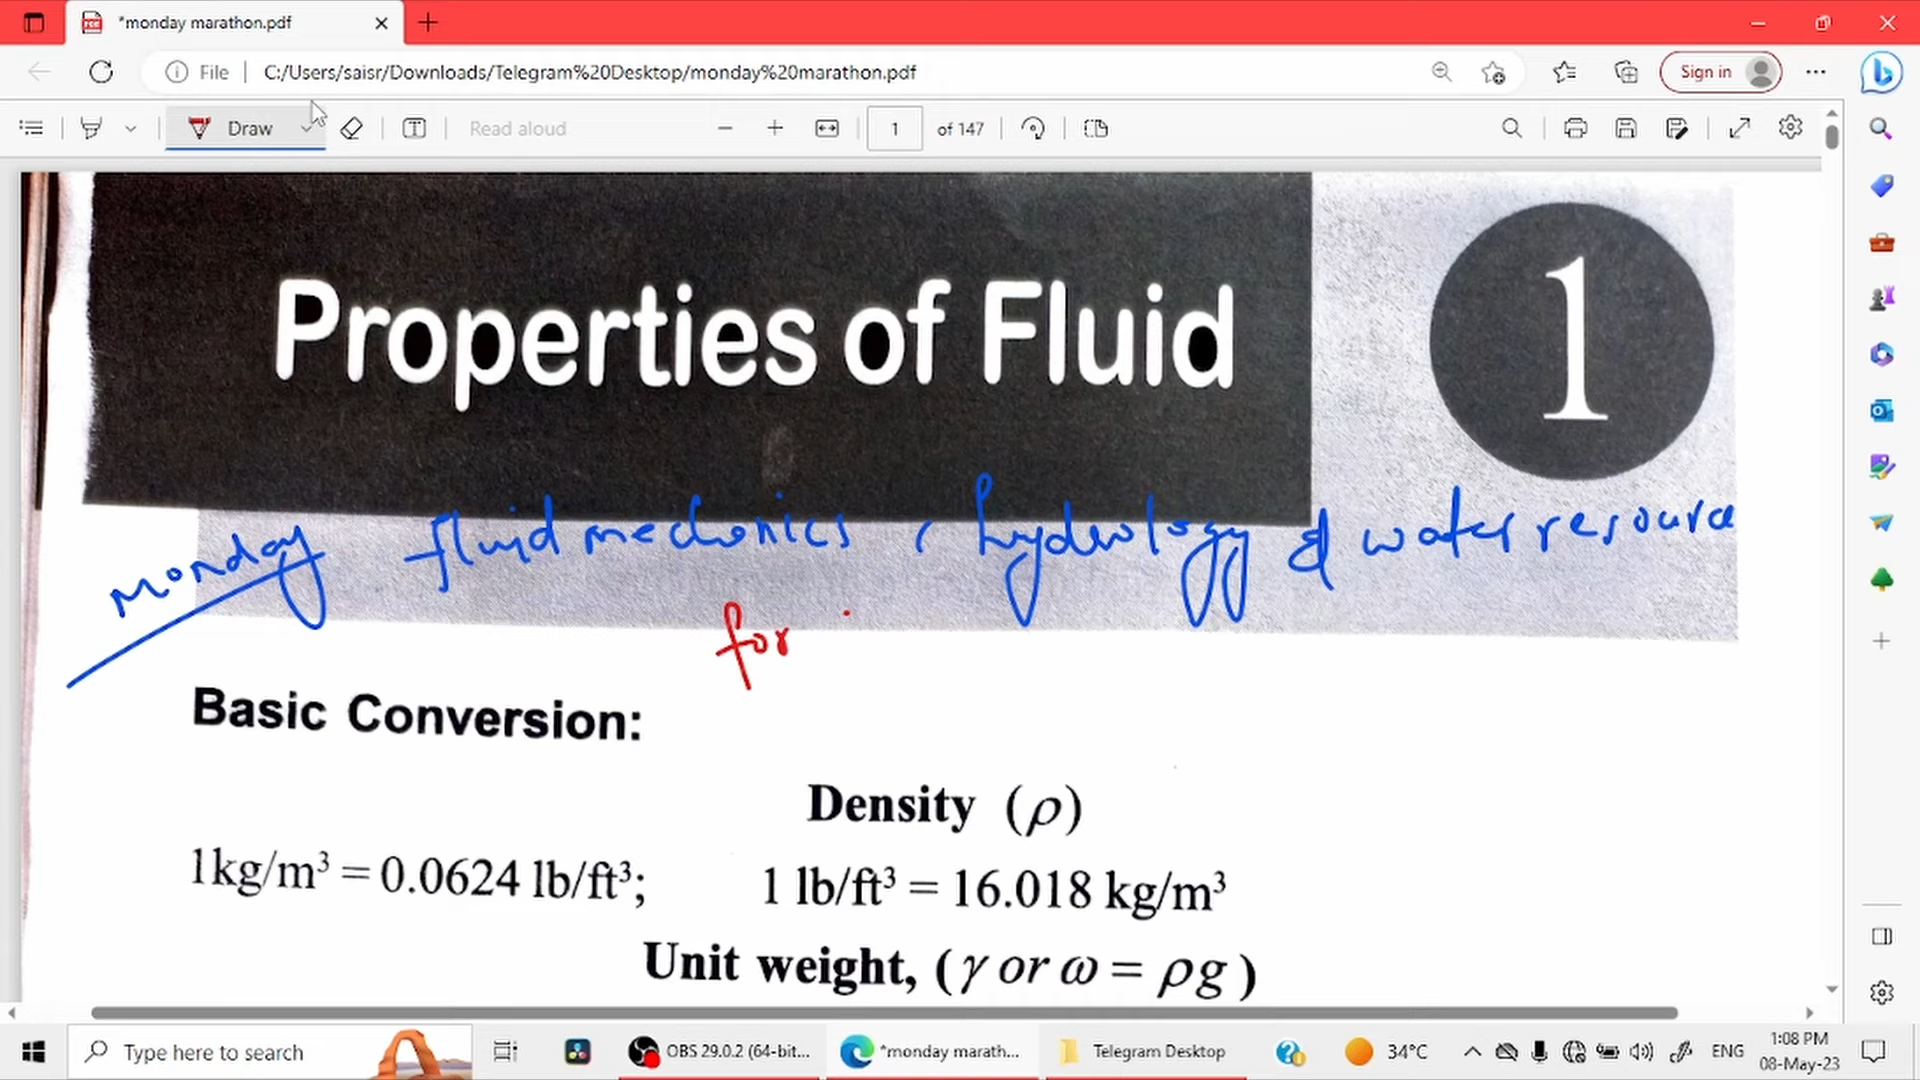 *monday marathon.pdf
File
C:/Users/saisr/Downloads/Telegram%20Desktop/monday%20marathon.pdf
Sign in
Draw
Read aloud
1 of 147
Properties of Fluid
1
Monday fluid mechanics , hydrology & water resource
for
Basic Conversion:
Density (ρ)
1kg/m³ = 0.0624 lb/ft³; 1 lb/ft³ = 16.018 kg/m³
Unit weight, (γ or ω = ρg)
Type here to search
OBS 29.0.2 (64-bit...
*monday marath...
Telegram Desktop
34°C
ENG
1:08 PM
08-May-23